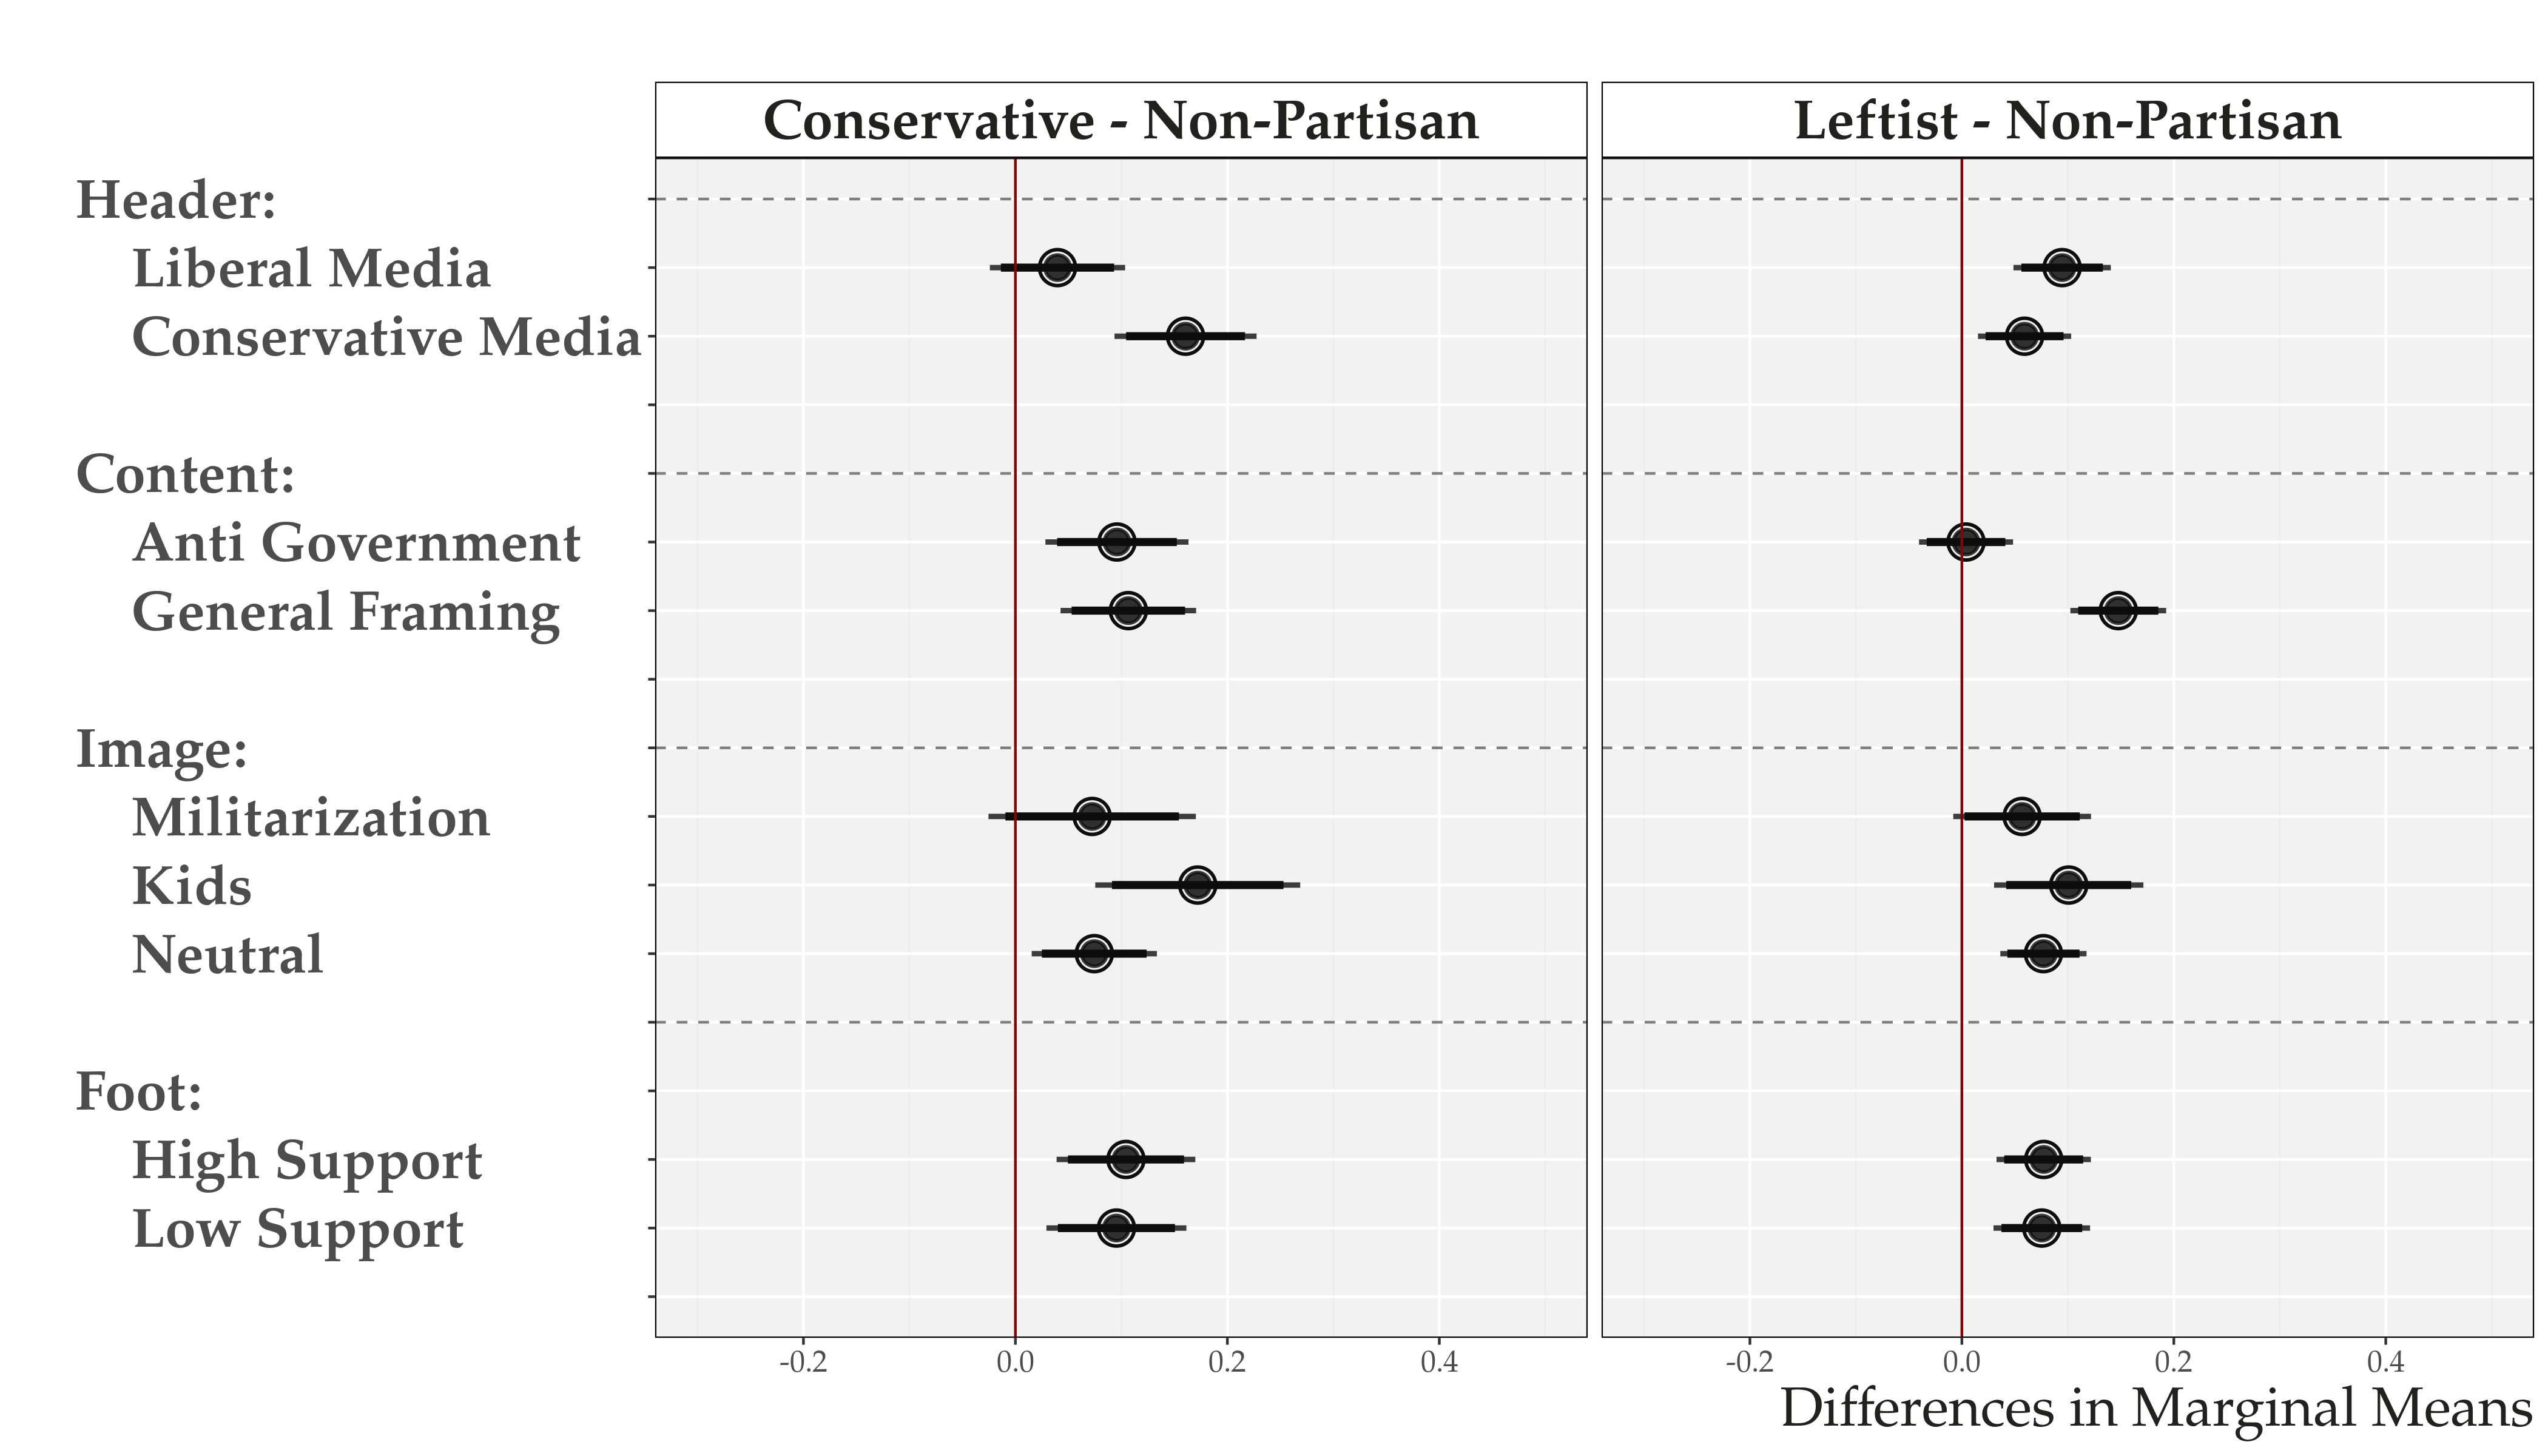 Conservative - Non-Partisan
Leftist - Non-Partisan
Header:
Liberal Media
Conservative Media
Content:
Anti Government
General Framing
Image:
Militarization
Kids
Neutral
Foot:
High Support
Low Support
-0.2 0.0 0.2 0.4
-0.2 0.0 0.2 0.4
Differences in Marginal Means